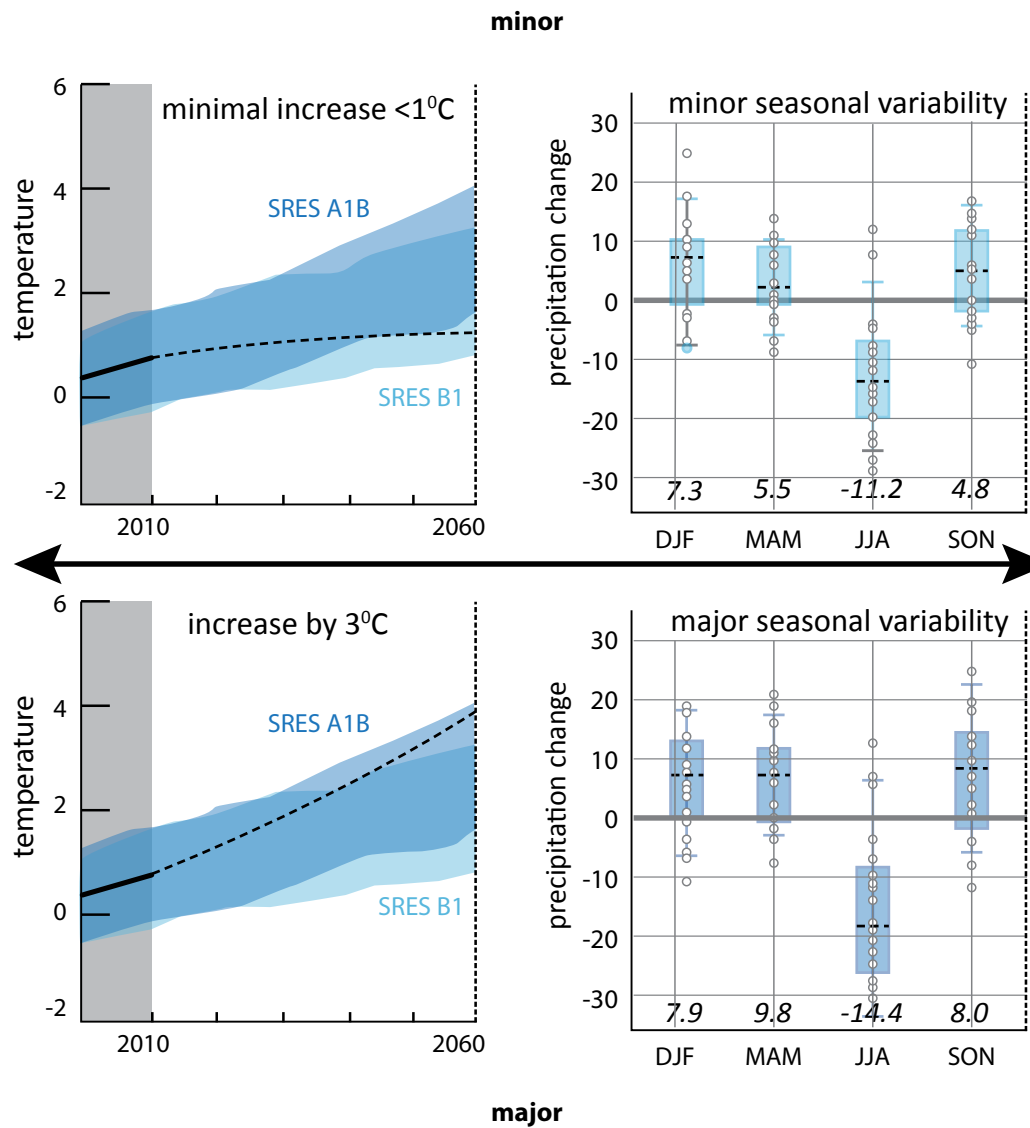 minor
minimal increase <1⁰C
temperature
6
4
2
0
-2
SRES A1B
SRES B1
2010
2060
minor seasonal variability
precipitation change
30
20
10
0
-10
-20
-30
7.3
5.5
-11.2
4.8
DJF
MAM
JJA
SON
increase by 3⁰C
temperature
6
4
2
0
-2
SRES A1B
SRES B1
2010
2060
major seasonal variability
precipitation change
30
20
10
0
-10
-20
-30
7.9
9.8
-14.4
8.0
DJF
MAM
JJA
SON
major